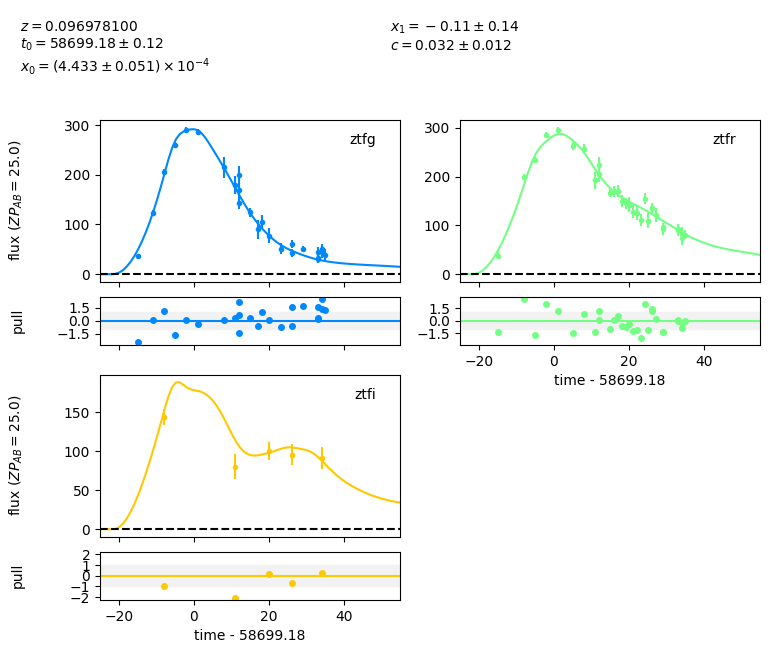 z = 0.096978100
t₀ = 58699.18 ± 0.12
x₀ = (4.433 ± 0.051) × 10⁻⁴
x₁ = −0.11 ± 0.14
c = 0.032 ± 0.012
flux (ZP_AB = 25.0)
300
200
100
0
ztfg
300
200
100
0
ztfr
pull
1.5
0.0
−1.5
1.5
0.0
−1.5
−20 0 20 40
time - 58699.18
flux (ZP_AB = 25.0)
150
100
50
0
ztfi
pull
2
1
0
−1
−2
−20 0 20 40
time - 58699.18